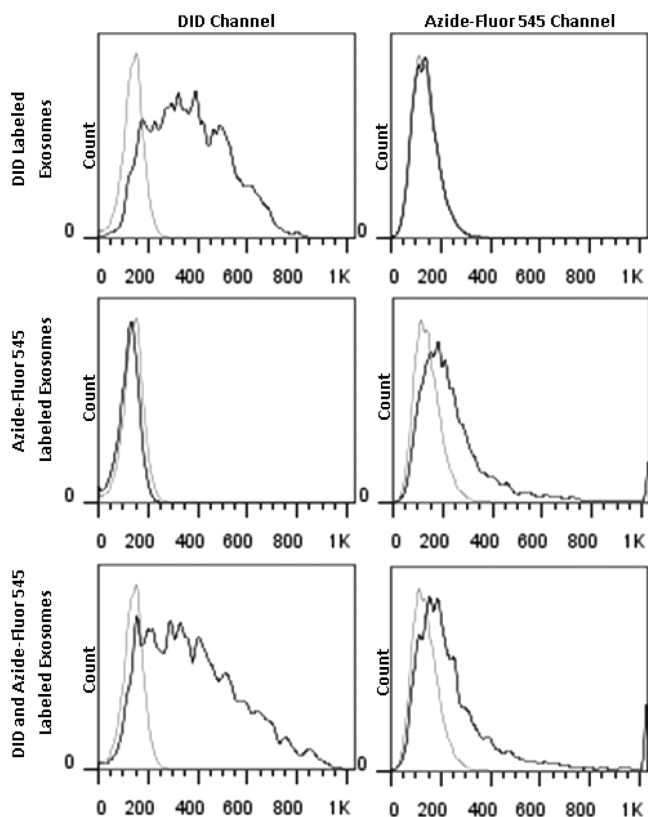 DID Channel
Azide-Fluor 545 Channel
DID Labeled
Exosomes
Count
0
0 200 400 600 800 1K
Count
0
0 200 400 600 800 1K
Azide-Fluor 545
Labeled Exosomes
Count
0
0 200 400 600 800 1K
Count
0
0 200 400 600 800 1K
DID and Azide-Fluor 545
Labeled Exosomes
Count
0
0 200 400 600 800 1K
Count
0
0 200 400 600 800 1K